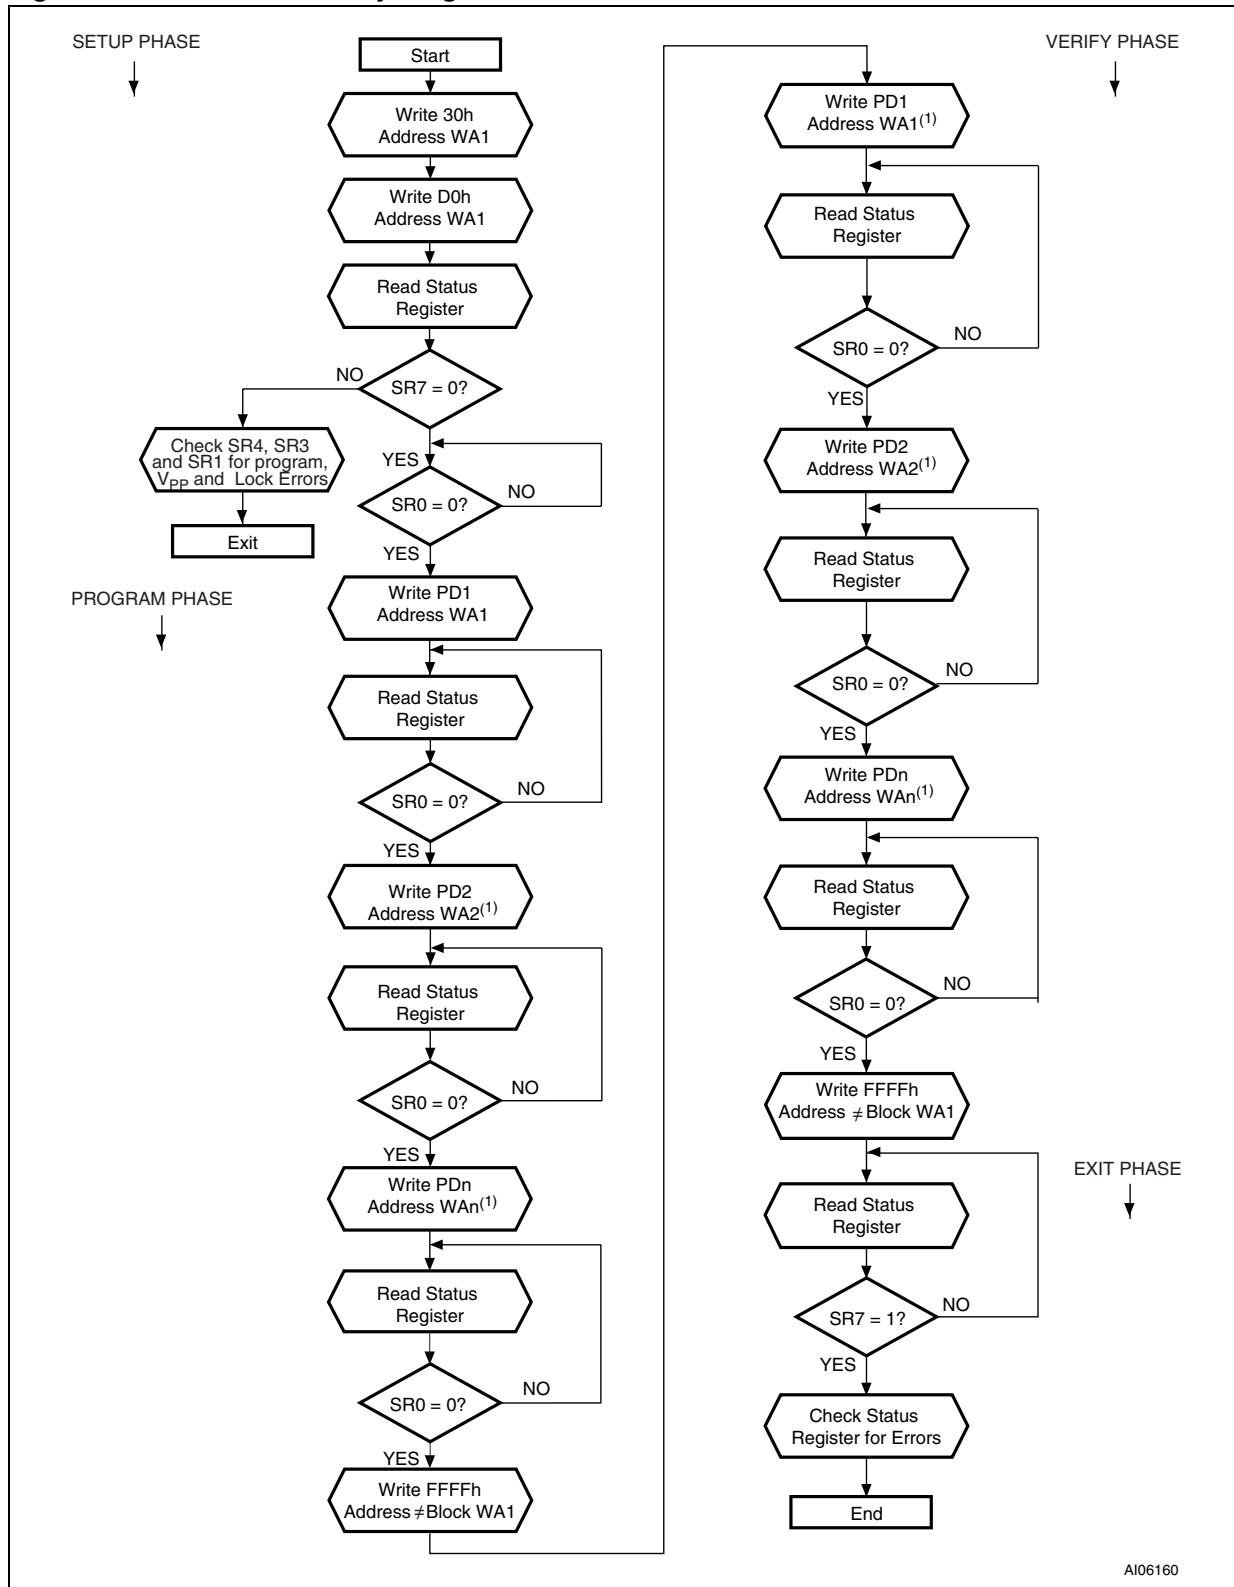 SETUP PHASE
Start
Write 30h
Address WA1
Write D0h
Address WA1
Read Status
Register
SR7 = 0?
NO
Check SR4, SR3
and SR1 for program,
VPP and Lock Errors
Exit
YES
SR0 = 0?
NO
YES
PROGRAM PHASE
Write PD1
Address WA1
Read Status
Register
SR0 = 0?
NO
YES
Write PD2
Address WA2(1)
Read Status
Register
SR0 = 0?
NO
YES
Write PDn
Address WAn(1)
Read Status
Register
SR0 = 0?
NO
YES
Write FFFFh
Address ≠Block WA1
VERIFY PHASE
Write PD1
Address WA1(1)
Read Status
Register
SR0 = 0?
NO
YES
Write PD2
Address WA2(1)
Read Status
Register
SR0 = 0?
NO
YES
Write PDn
Address WAn(1)
Read Status
Register
SR0 = 0?
NO
YES
Write FFFFh
Address ≠Block WA1
EXIT PHASE
Read Status
Register
SR7 = 1?
NO
YES
Check Status
Register for Errors
End
AI06160